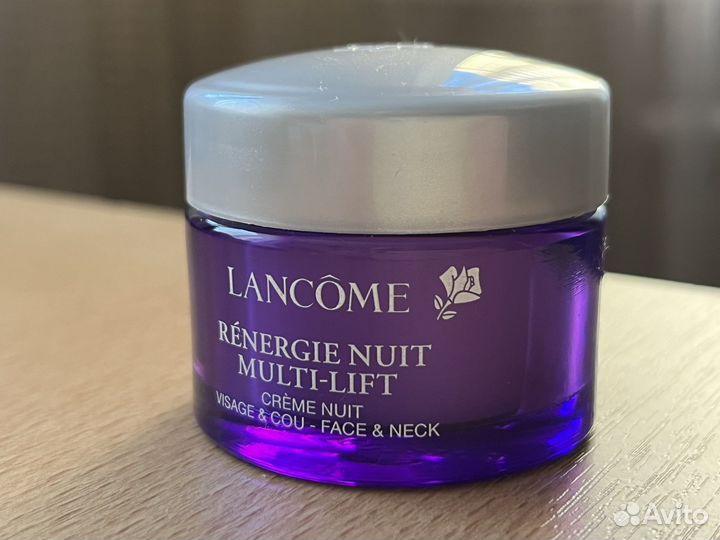 LANCÔME
RÉNERGIE NUIT
MULTI-LIFT
CRÈME NUIT
VISAGE & COU - FACE & NECK
Avito